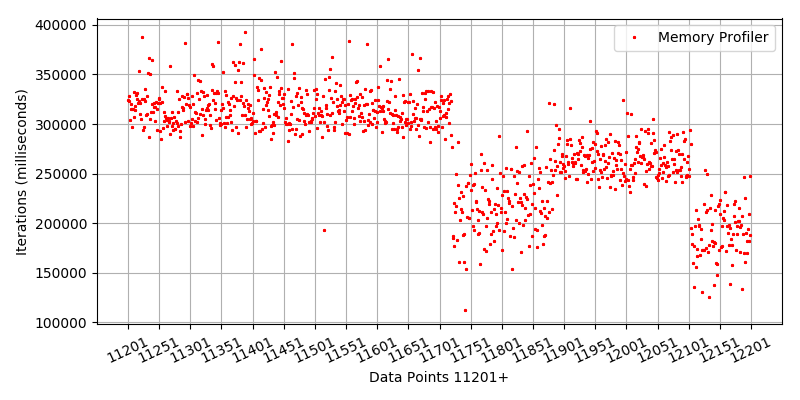 400000
350000
300000
250000
200000
150000
100000
Iterations (milliseconds)
Memory Profiler
11201 11251 11301 11351 11401 11451 11501 11551 11601 11651 11701 11751 11801 11851 11901 11951 12001 12051 12101 12151 12201
Data Points 11201+